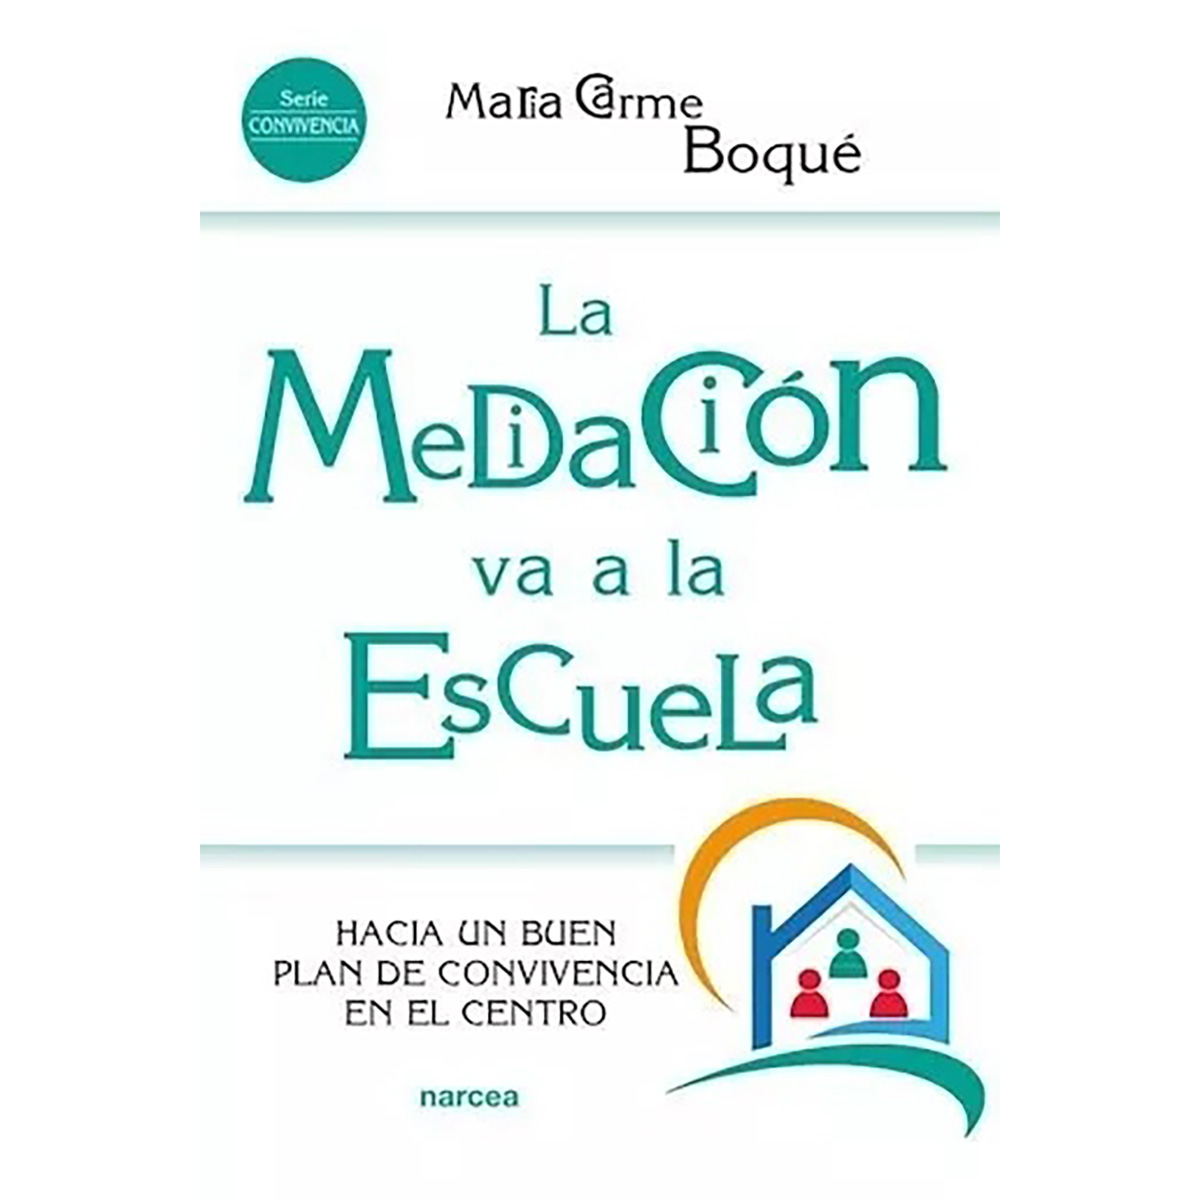 Serie
CONVIVENCIA
Maria Carme
Boqué
La
MeDiaCión
va a la
EsCueLa
HACIA UN BUEN
PLAN DE CONVIVENCIA
EN EL CENTRO
narcea